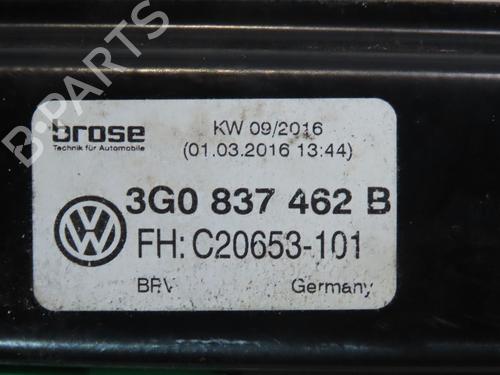 brose
Technik für Automobile
KW 09/2016
(01.03.2016 13:44)
3G0 837 462 B
FH: C20653-101
VW
Germany
B-PARTS